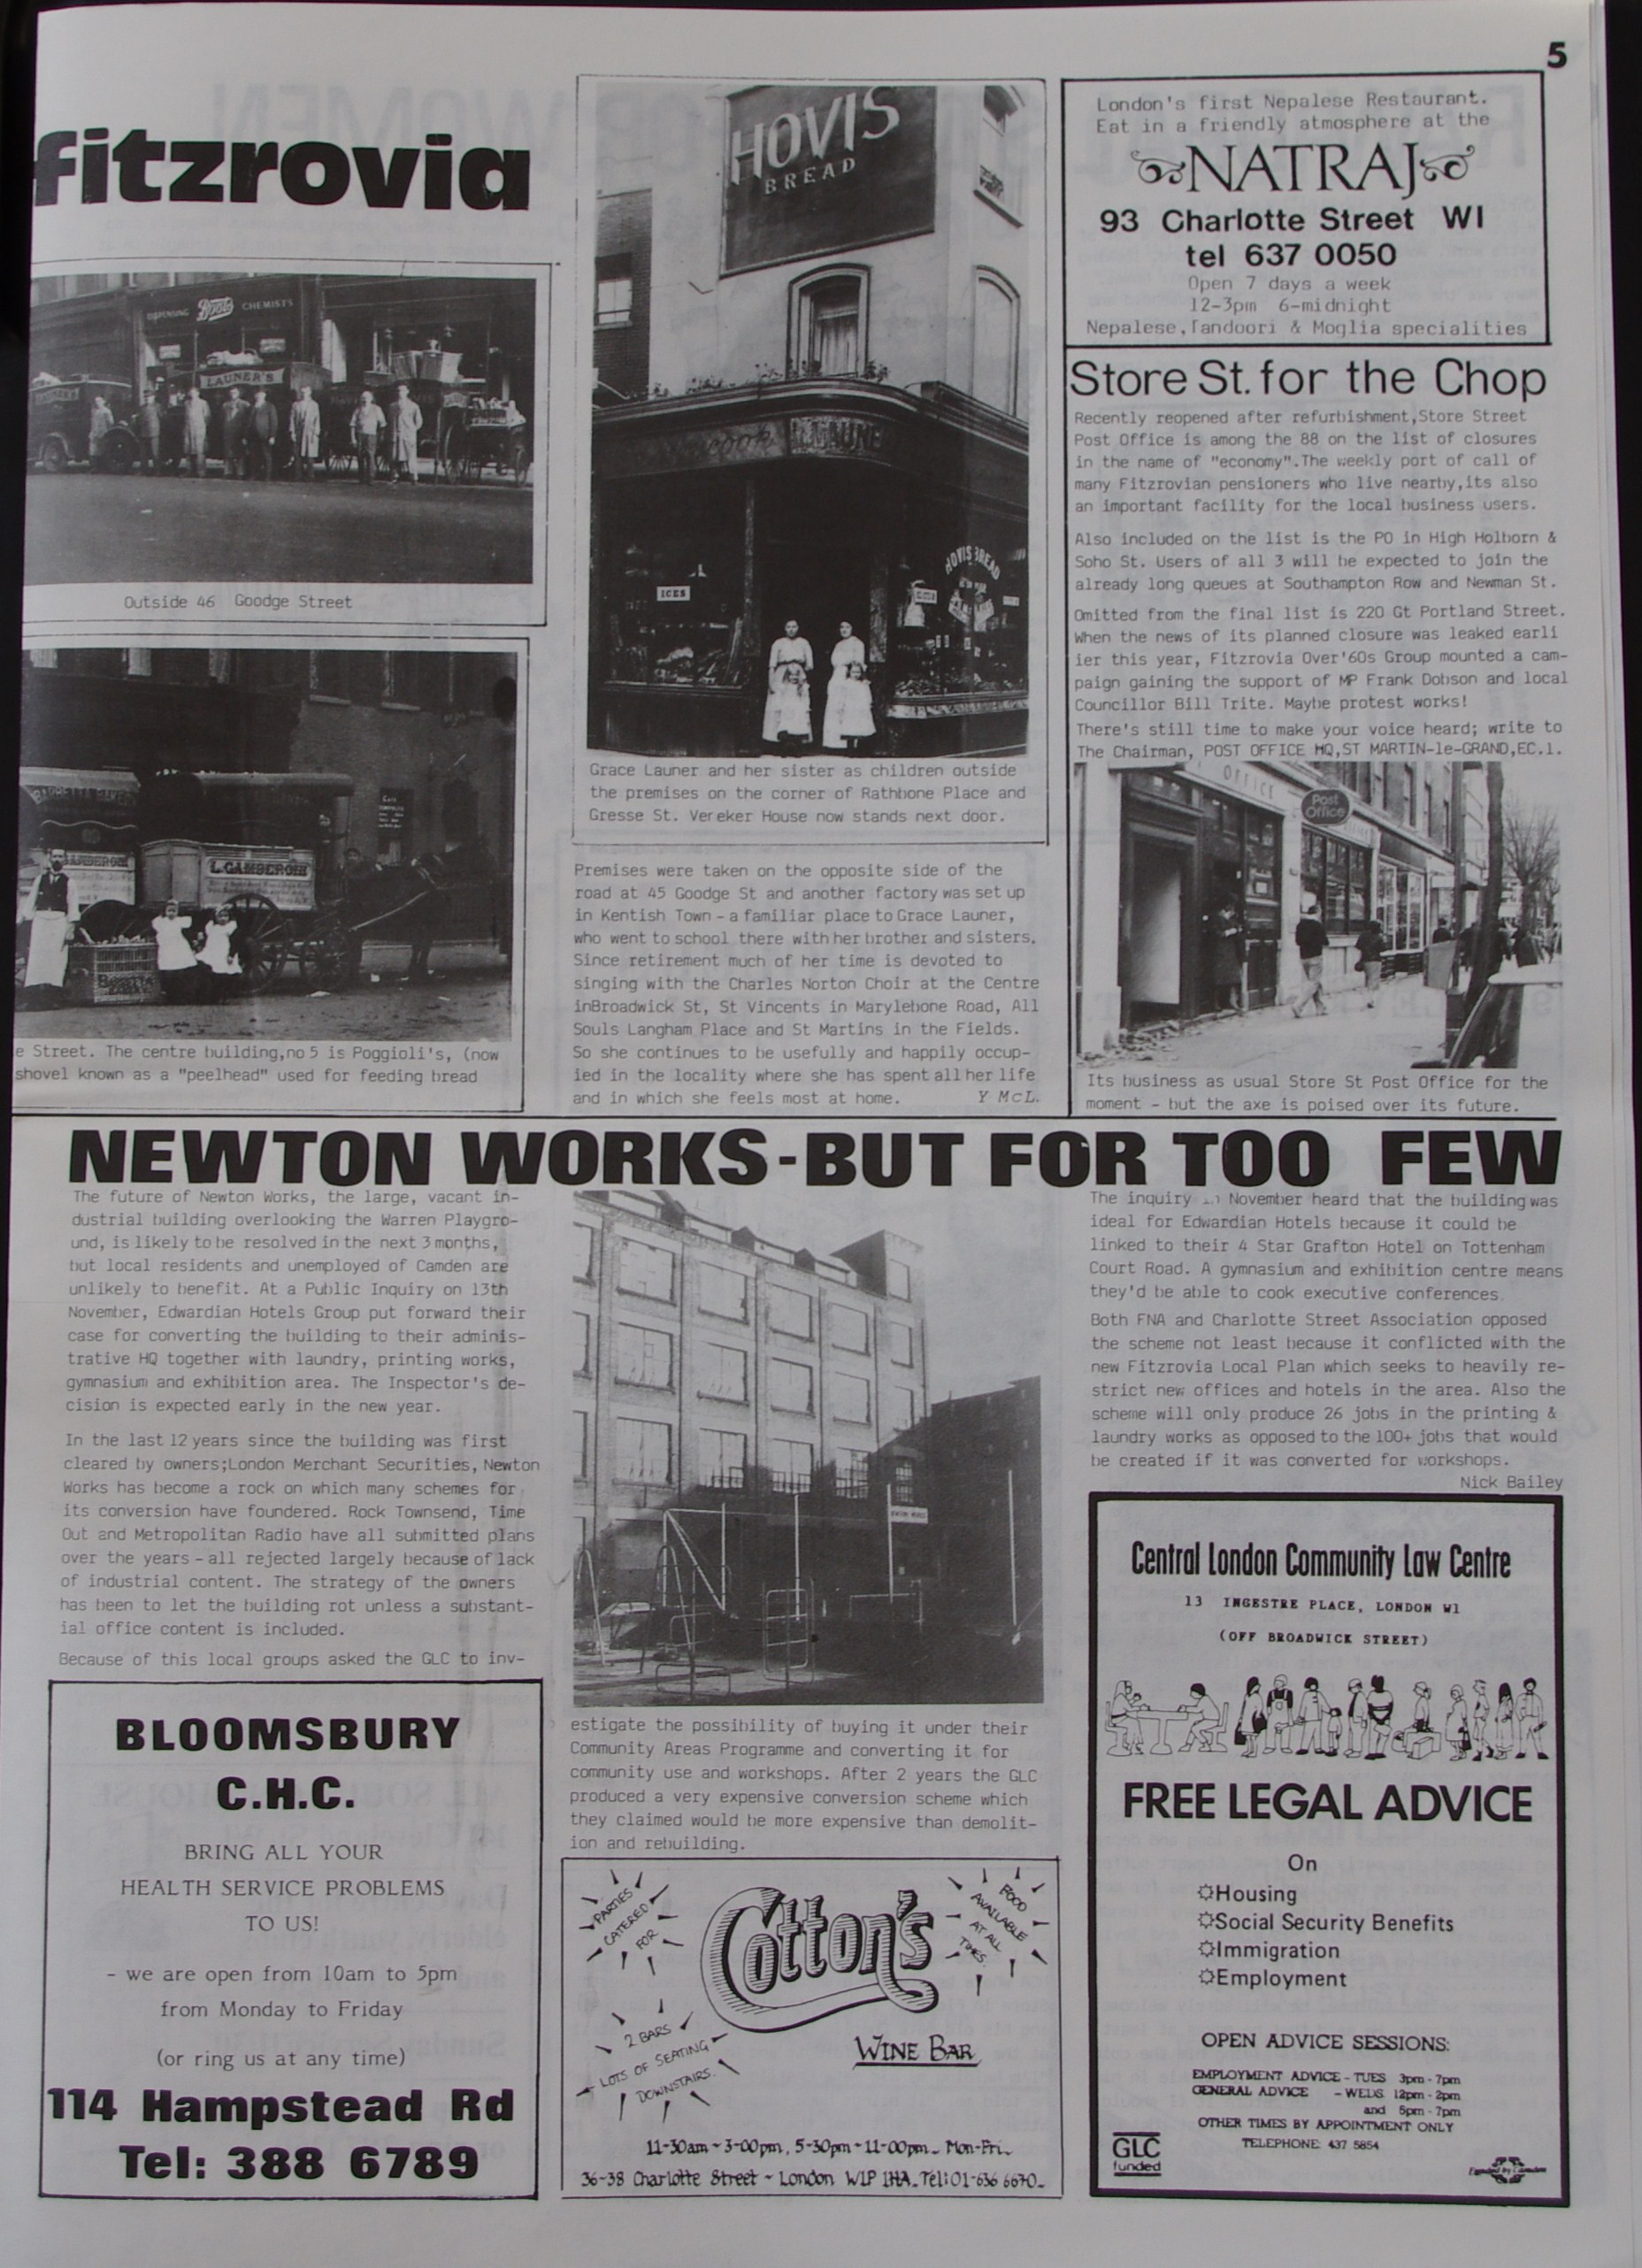 5
fitzrovia
DISPENSING Boots CHEMISTS
LAUNER'S
Outside 46 Goodge Street
BARRETTA BAKERY
L. GAMBERONI
e Street. The centre building,no 5 is Poggioli's, (now
shovel known as a "peelhead" used for feeding bread
HOVIS
BREAD
ICES
HOVIS BREAD
Grace Launer and her sister as children outside
the premises on the corner of Rathbone Place and
Gresse St. Vereker House now stands next door.
Premises were taken on the opposite side of the
road at 45 Goodge St and another factory was set up
in Kentish Town - a familiar place to Grace Launer,
who went to school there with her brother and sisters.
Since retirement much of her time is devoted to
singing with the Charles Norton Choir at the Centre
inBroadwick St, St Vincents in Marylebone Road, All
Souls Langham Place and St Martins in the Fields.
So she continues to be usefully and happily occup-
ied in the locality where she has spent all her life
and in which she feels most at home. Y McL.
London's first Nepalese Restaurant.
Eat in a friendly atmosphere at the
NATRAJ
93 Charlotte Street WI
tel 637 0050
Open 7 days a week
12-3pm 6-midnight
Nepalese,Tandoori & Moglia specialities
Store St. for the Chop
Recently reopened after refurbishment,Store Street
Post Office is among the 88 on the list of closures
in the name of "economy".The weekly port of call of
many Fitzrovian pensioners who live nearby,its also
an important facility for the local business users.
Also included on the list is the PO in High Holborn &
Soho St. Users of all 3 will be expected to join the
already long queues at Southampton Row and Newman St.
Omitted from the final list is 220 Gt Portland Street.
When the news of its planned closure was leaked earli
ier this year, Fitzrovia Over'60s Group mounted a cam-
paign gaining the support of MP Frank Dobson and local
Councillor Bill Trite. Maybe protest works!
There's still time to make your voice heard; write to
The Chairman, POST OFFICE HQ,ST MARTIN-le-GRAND,EC.1.
OFFICE
Post
Office
Its business as usual Store St Post Office for the
moment - but the axe is poised over its future.
NEWTON WORKS-BUT FOR TOO FEW
The future of Newton Works, the large, vacant in-
dustrial building overlooking the Warren Playgro-
und, is likely to be resolved in the next 3 months,
but local residents and unemployed of Camden are
unlikely to benefit. At a Public Inquiry on 13th
November, Edwardian Hotels Group put forward their
case for converting the building to their adminis-
trative HQ together with laundry, printing works,
gymnasium and exhibition area. The Inspector's de-
cision is expected early in the new year.
In the last 12 years since the building was first
cleared by owners;London Merchant Securities, Newton
Works has become a rock on which many schemes for
its conversion have foundered. Rock Townsend, Time
Out and Metropolitan Radio have all submitted plans
over the years - all rejected largely because of lack
of industrial content. The strategy of the owners
has been to let the building rot unless a substant-
ial office content is included.
Because of this local groups asked the GLC to inv-
NEWTON WORKS
estigate the possibility of buying it under their
Community Areas Programme and converting it for
community use and workshops. After 2 years the GLC
produced a very expensive conversion scheme which
they claimed would be more expensive than demolit-
ion and rebuilding.
The inquiry in November heard that the building was
ideal for Edwardian Hotels because it could be
linked to their 4 Star Grafton Hotel on Tottenham
Court Road. A gymnasium and exhibition centre means
they'd be able to cook executive conferences.
Both FNA and Charlotte Street Association opposed
the scheme not least because it conflicted with the
new Fitzrovia Local Plan which seeks to heavily re-
strict new offices and hotels in the area. Also the
scheme will only produce 26 jobs in the printing &
laundry works as opposed to the 100+ jobs that would
be created if it was converted for workshops.
Nick Bailey
BLOOMSBURY
C.H.C.
BRING ALL YOUR
HEALTH SERVICE PROBLEMS
TO US!
- we are open from 10am to 5pm
from Monday to Friday
(or ring us at any time)
114 Hampstead Rd
Tel: 388 6789
PARTIES
CATERED
FOR
Cotton's
FOOD
AVAILABLE
AT ALL
TIMES.
2 BARS
LOTS OF SEATING
DOWNSTAIRS.
WINE BAR
11-30am - 3-00pm, 5-30pm - 11-00pm. Mon-Fri.
36-38 Charlotte Street - London W1P 1HA. Tel: 01-636 6670.
Central London Community Law Centre
13 INGESTRE PLACE, LONDON W1
(OFF BROADWICK STREET)
FREE LEGAL ADVICE
On
Housing
Social Security Benefits
Immigration
Employment
OPEN ADVICE SESSIONS:
EMPLOYMENT ADVICE - TUES 3pm - 7pm
GENERAL ADVICE - WEDS 12pm - 2pm
and 5pm - 7pm
OTHER TIMES BY APPOINTMENT ONLY
TELEPHONE: 437 5854
GLC
funded